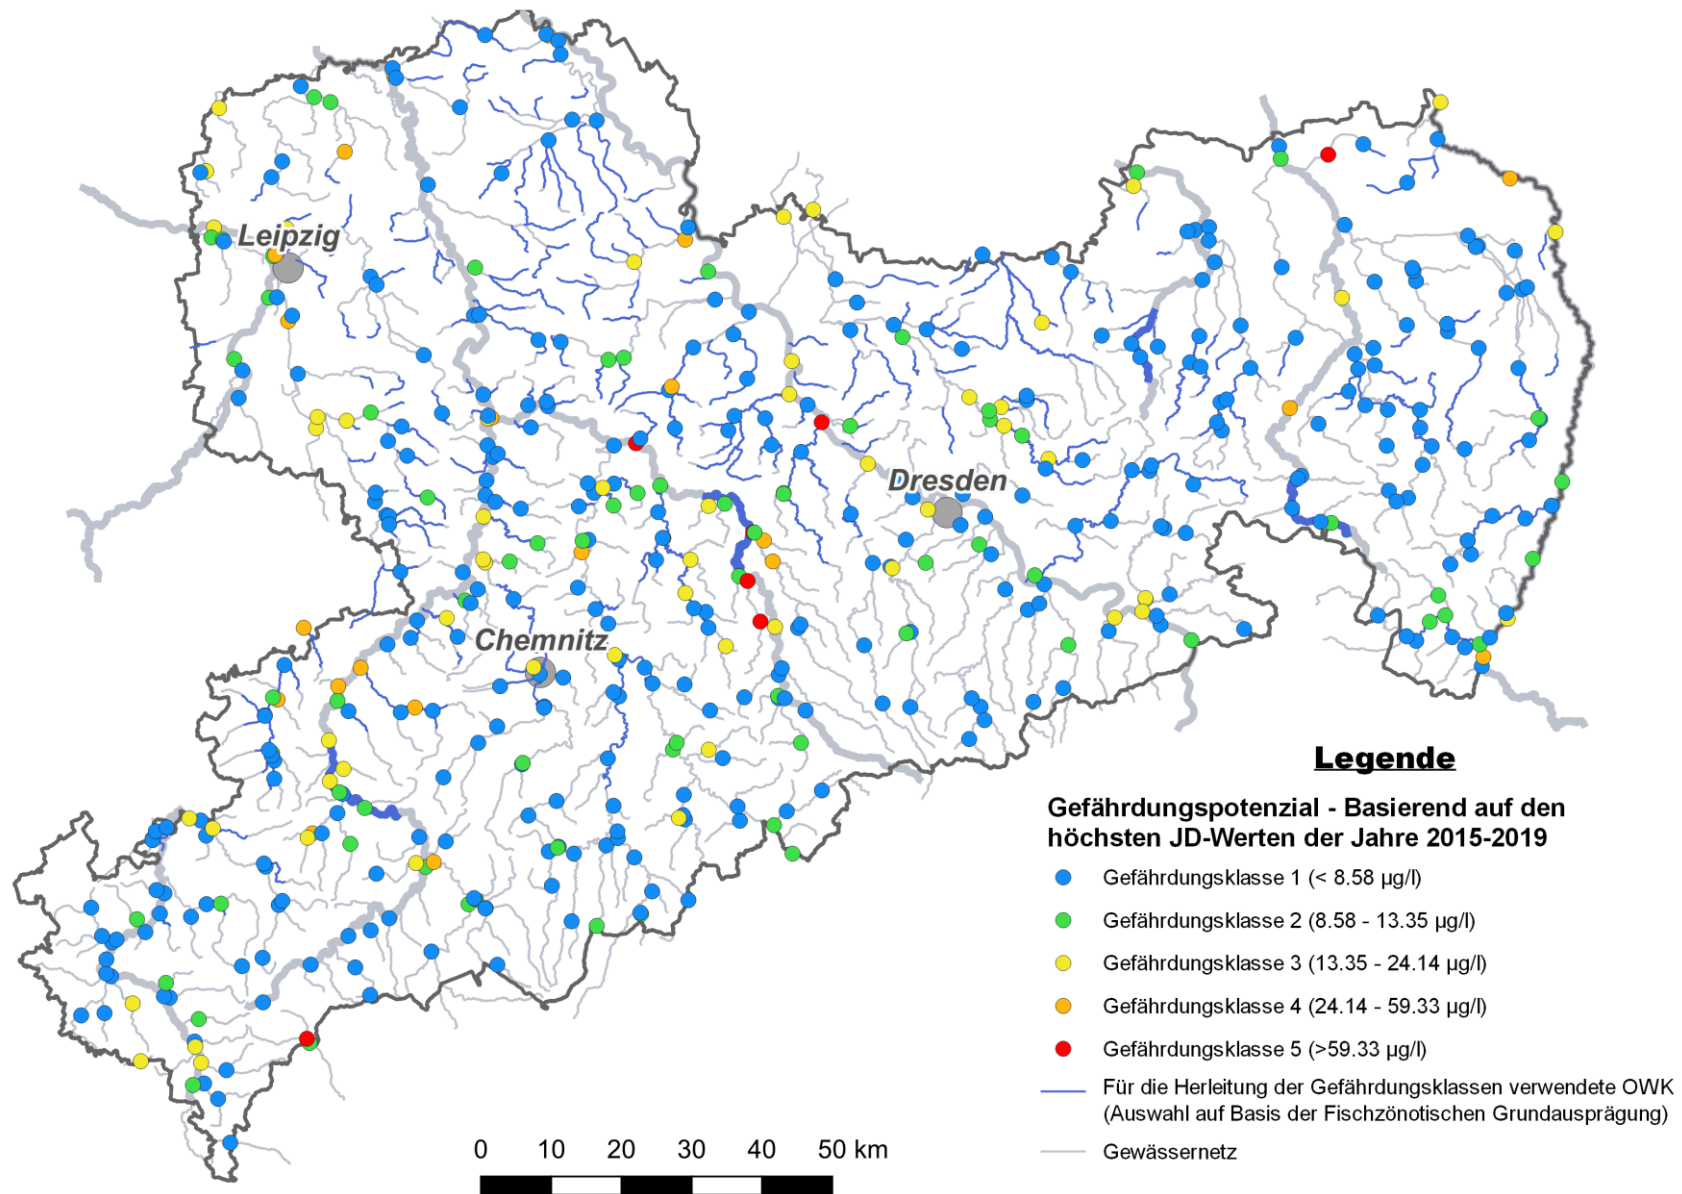 Leipzig
Dresden
Chemnitz
Legende
Gefährdungspotenzial - Basierend auf den
höchsten JD-Werten der Jahre 2015-2019
Gefährdungsklasse 1 (< 8.58 µg/l)
Gefährdungsklasse 2 (8.58 - 13.35 µg/l)
Gefährdungsklasse 3 (13.35 - 24.14 µg/l)
Gefährdungsklasse 4 (24.14 - 59.33 µg/l)
Gefährdungsklasse 5 (>59.33 µg/l)
Für die Herleitung der Gefährdungsklassen verwendete OWK
(Auswahl auf Basis der Fischzönotischen Grundausprägung)
Gewässernetz
0 10 20 30 40 50 km